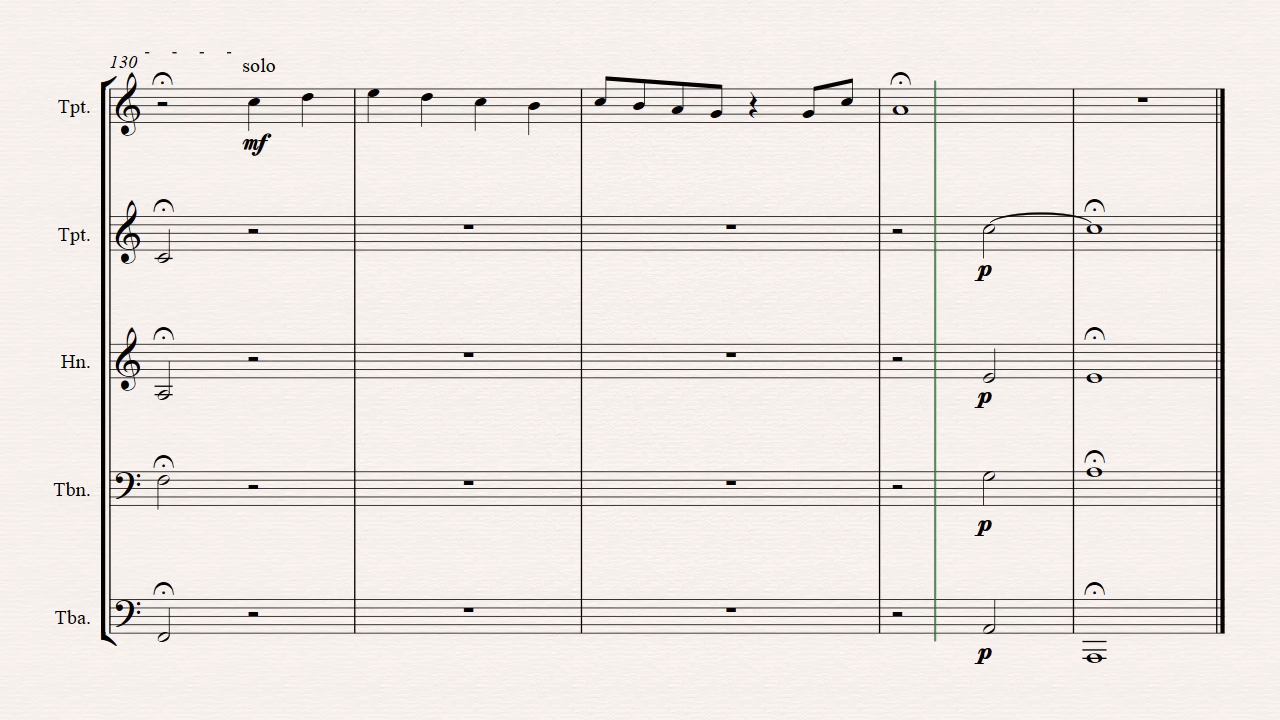 130 - - - -
solo
Tpt.
mf
Tpt.
p
Hn.
p
Tbn.
p
Tba.
p